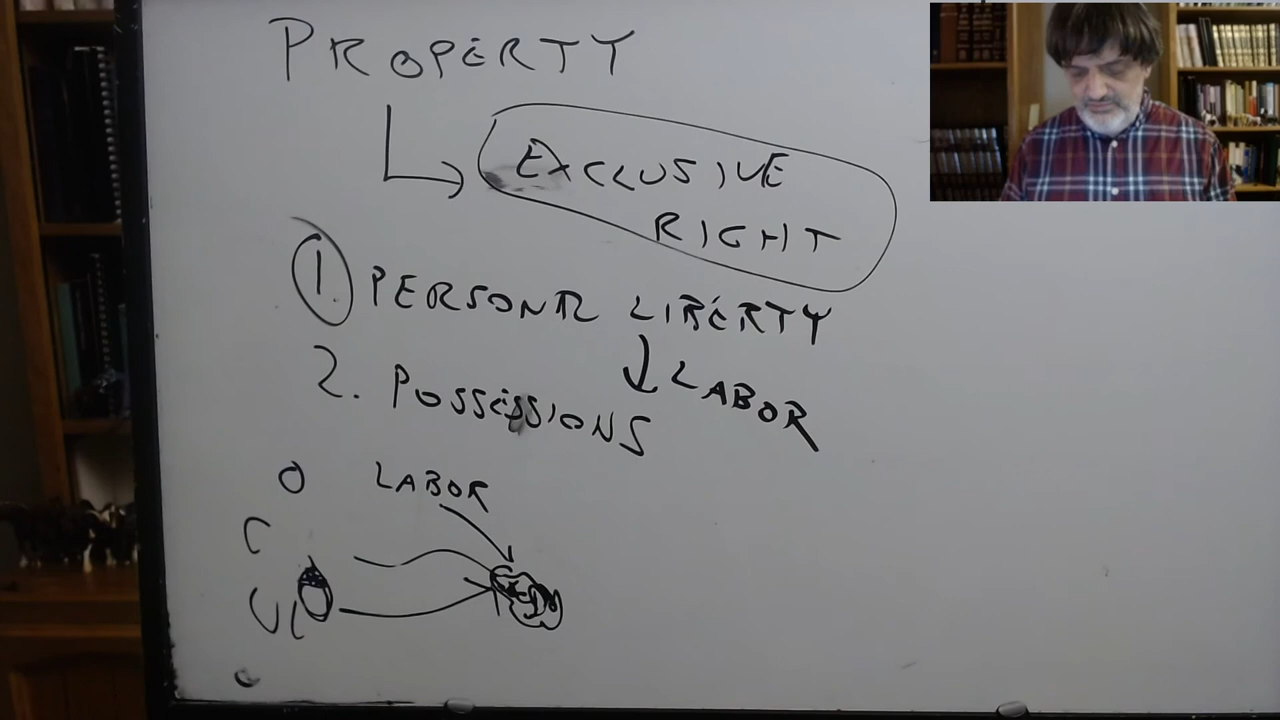 PROPERTY
EXCLUSIVE
RIGHT
1. PERSONAL LIBERTY
LABOR
2. POSSESSIONS
LABOR